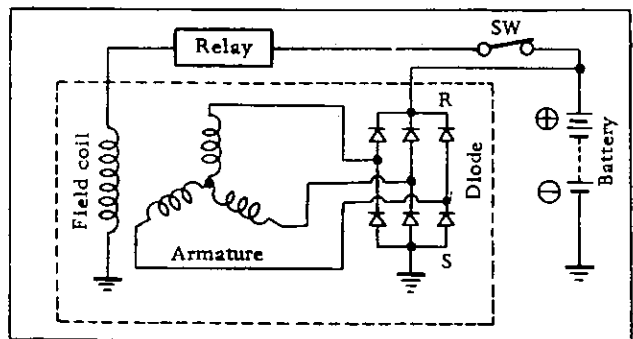 SW
Relay
R
Field coil
Armature
Diode
S
⊕
⊖
Battery